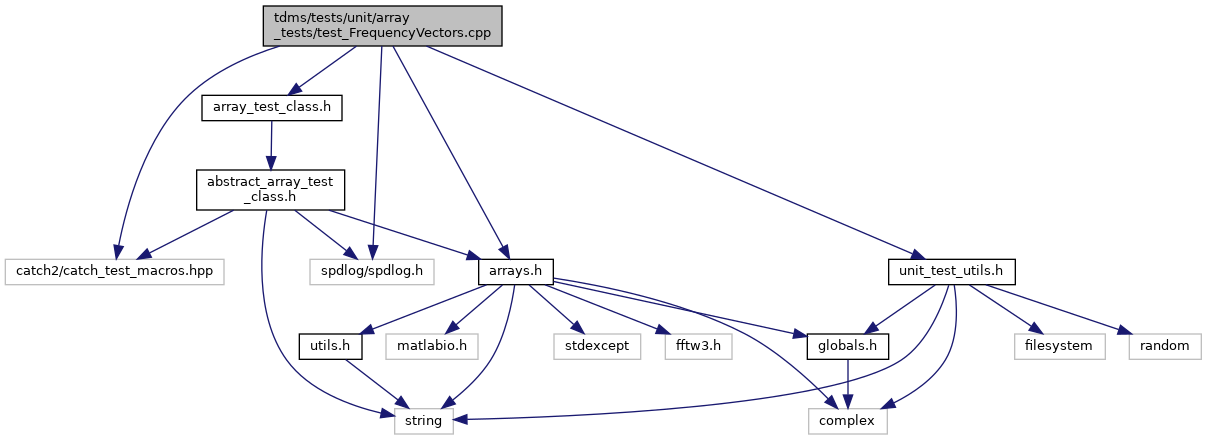 tdms/tests/unit/array
_tests/test_FrequencyVectors.cpp
array_test_class.h
abstract_array_test
_class.h
catch2/catch_test_macros.hpp
spdlog/spdlog.h
arrays.h
unit_test_utils.h
utils.h
matlabio.h
stdexcept
fftw3.h
globals.h
filesystem
random
string
complex